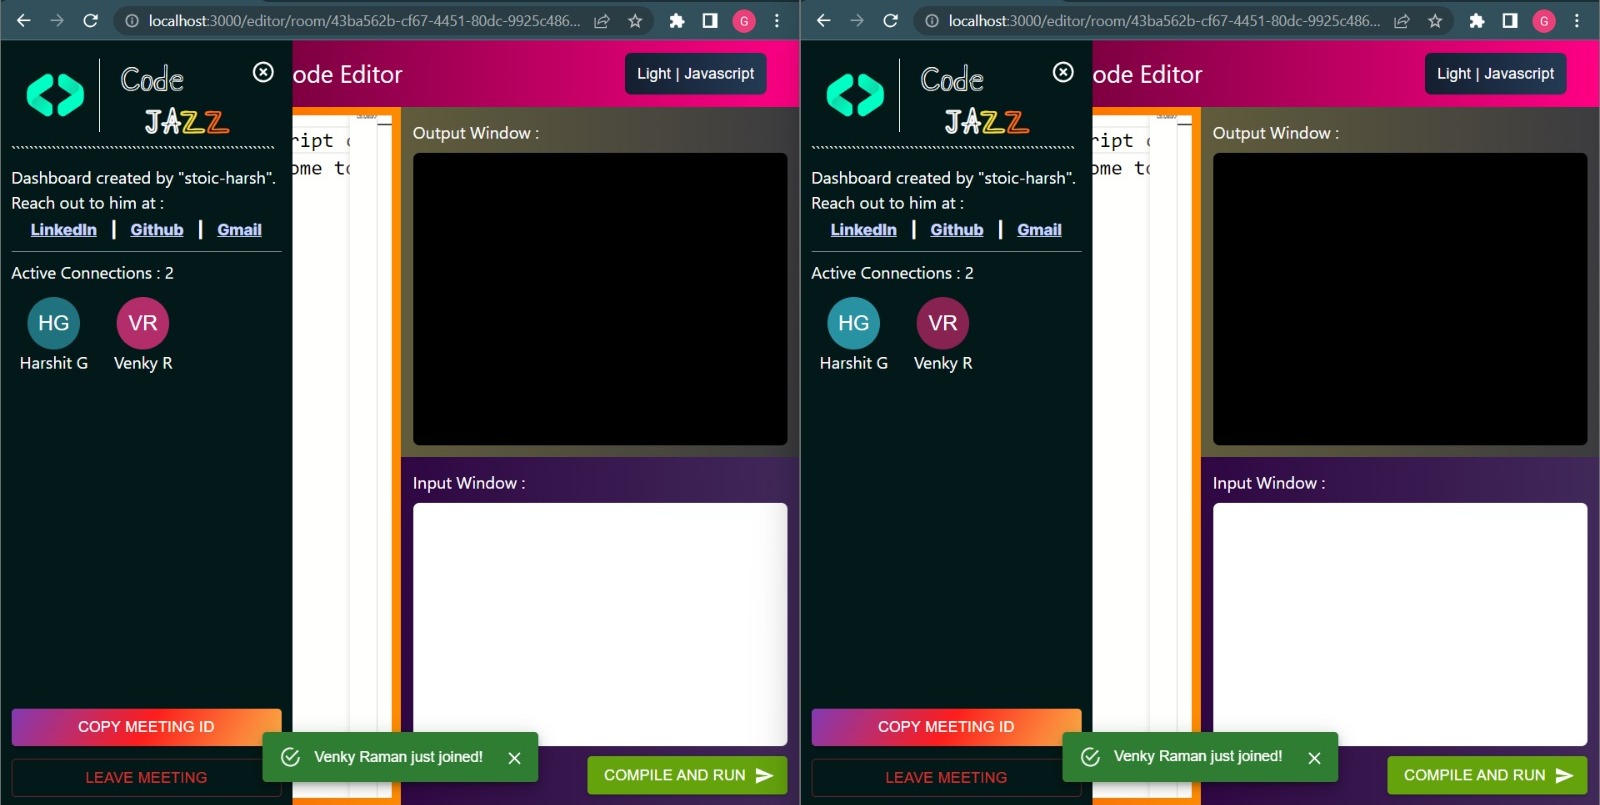 localhost:3000/editor/room/43ba562b-cf67-4451-80dc-9925c486...
G
Code
JAZZ
ode Editor
Light | Javascript
Dashboard created by "stoic-harsh".
Reach out to him at :
LinkedIn | Github | Gmail
Active Connections : 2
HG VR
Harshit G Venky R
ript
ome to
Output Window :
Input Window :
COPY MEETING ID
Venky Raman just joined!
LEAVE MEETING
COMPILE AND RUN
localhost:3000/editor/room/43ba562b-cf67-4451-80dc-9925c486...
G
Code
JAZZ
ode Editor
Light | Javascript
Dashboard created by "stoic-harsh".
Reach out to him at :
LinkedIn | Github | Gmail
Active Connections : 2
HG VR
Harshit G Venky R
ript
ome to
Output Window :
Input Window :
COPY MEETING ID
Venky Raman just joined!
LEAVE MEETING
COMPILE AND RUN